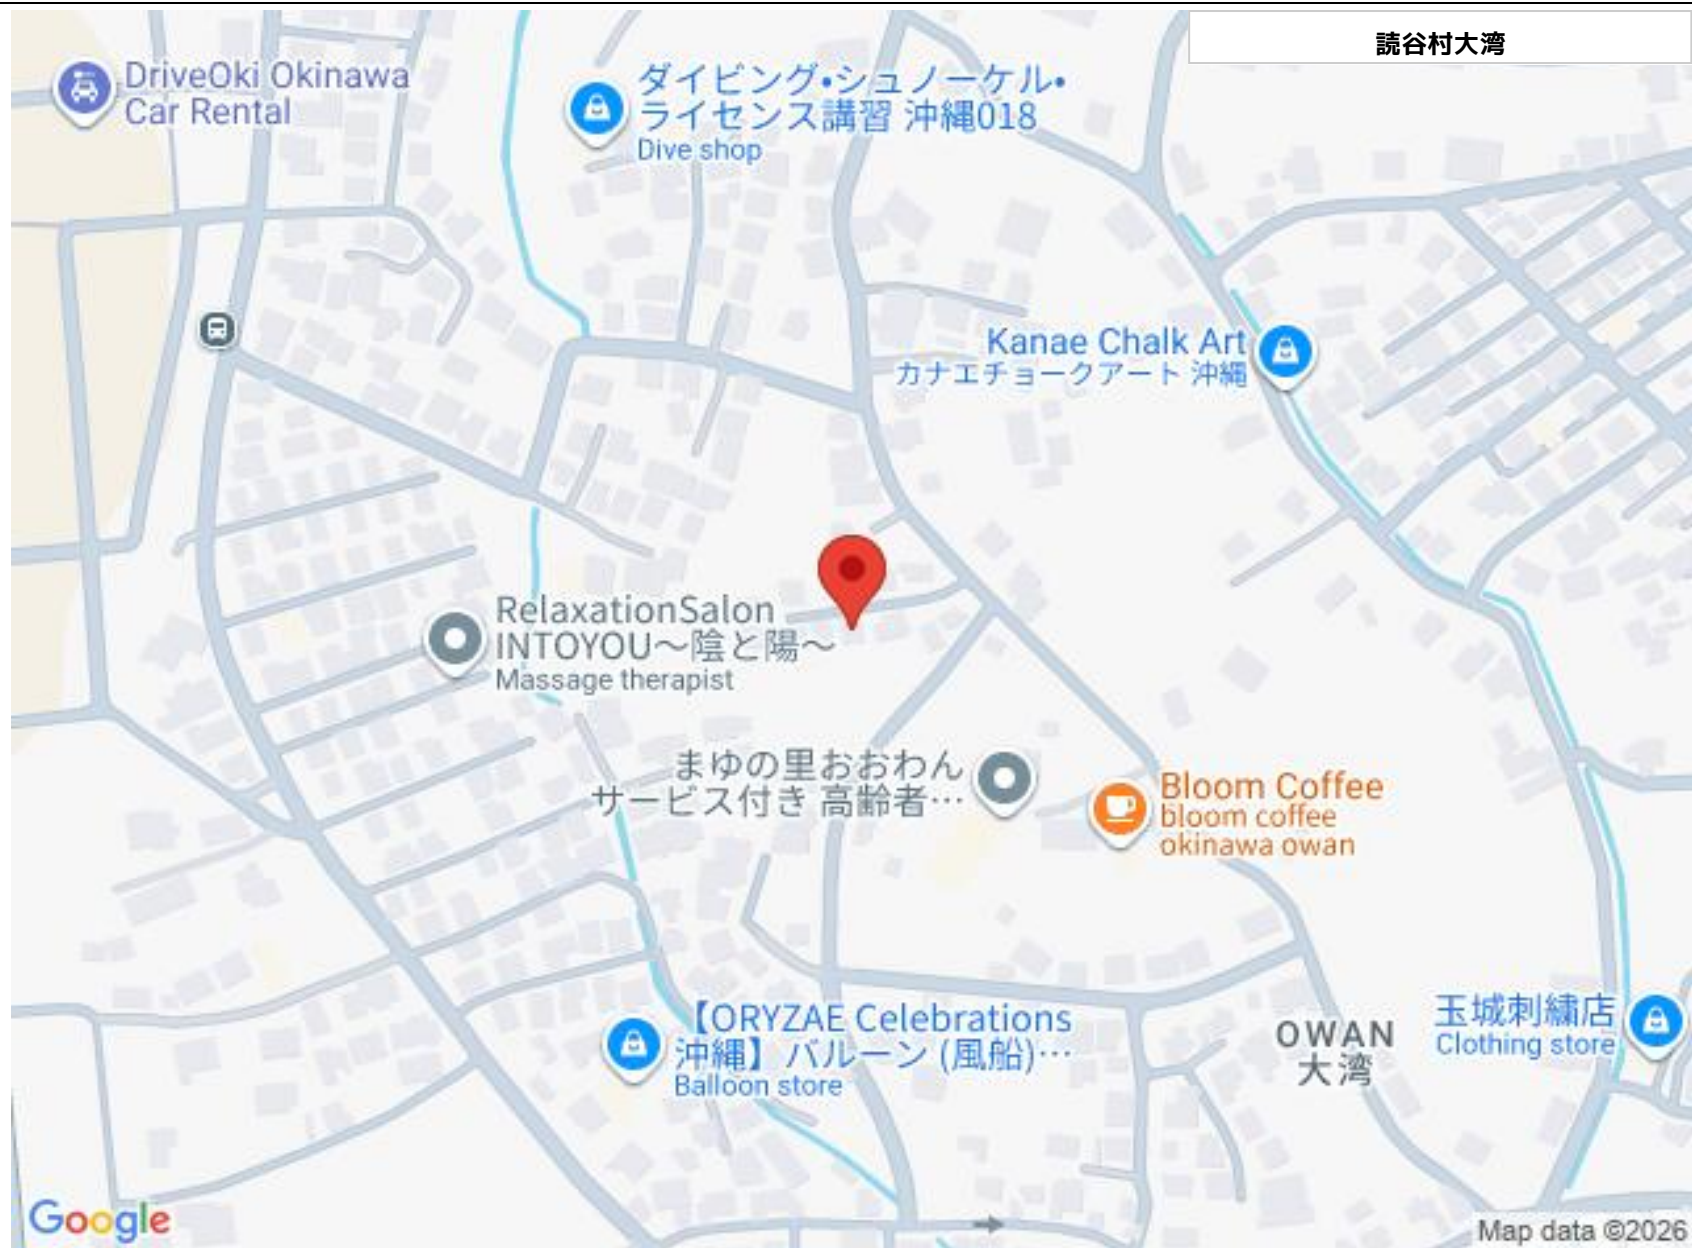 読谷村大湾
DriveOki Okinawa
Car Rental
ダイビング•シュノーケル•
ライセンス講習 沖縄018
Dive shop
Kanae Chalk Art
カナエチョークアート 沖縄
RelaxationSalon
INTOYOU～陰と陽～
Massage therapist
まゆの里おおわん
サービス付き 高齢者…
Bloom Coffee
bloom coffee
okinawa owan
【ORYZAE Celebrations
沖縄】バルーン (風船)…
Balloon store
OWAN
大湾
玉城刺繍店
Clothing store
Google
Map data ©2026